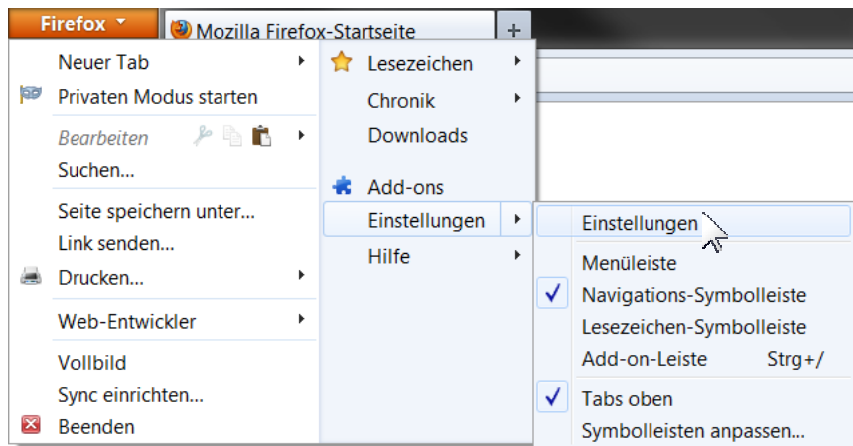 Firefox
Mozilla Firefox-Startseite
+
Neuer Tab
Privaten Modus starten
Bearbeiten
Suchen...
Seite speichern unter...
Link senden...
Drucken...
Web-Entwickler
Vollbild
Sync einrichten...
Beenden
Lesezeichen
Chronik
Downloads
Add-ons
Einstellungen
Hilfe
Einstellungen
Menüleiste
Navigations-Symbolleiste
Lesezeichen-Symbolleiste
Add-on-Leiste Strg+/
Tabs oben
Symbolleisten anpassen...